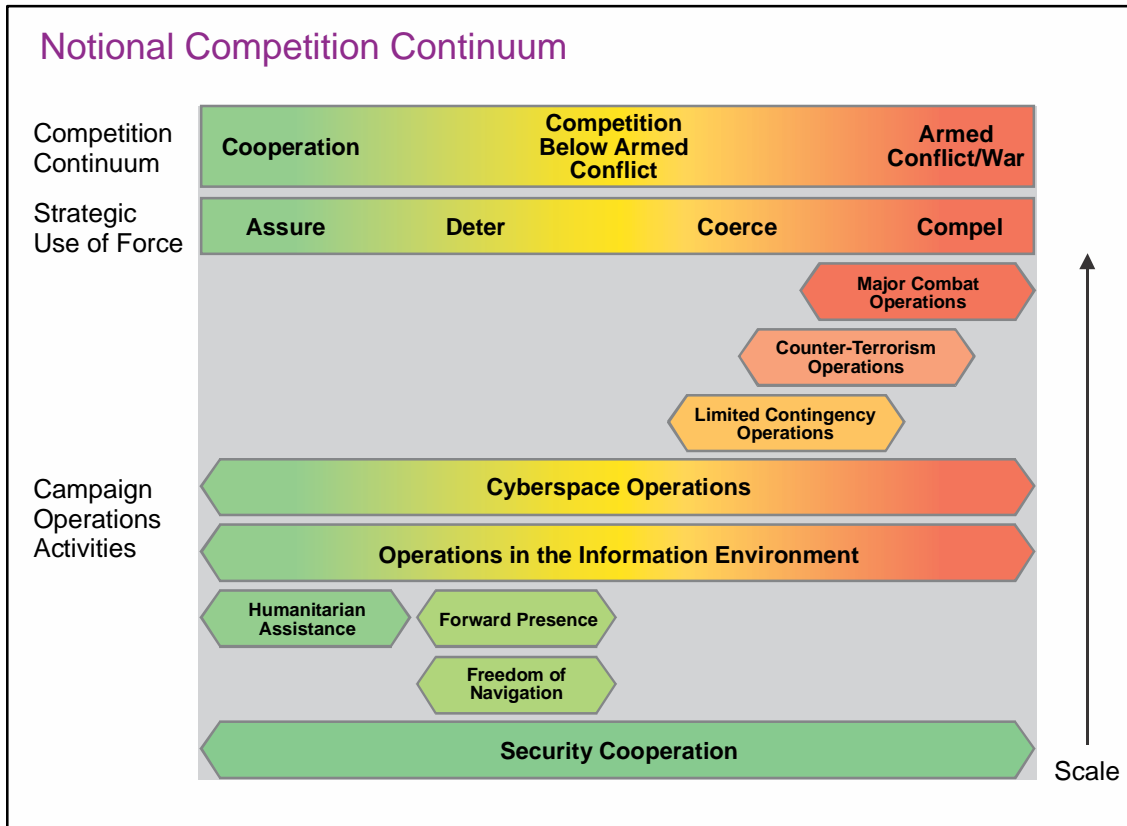 Notional Competition Continuum
Competition
Continuum
Cooperation
Competition
Below Armed
Conflict
Armed
Conflict/War
Strategic
Use of Force
Assure
Deter
Coerce
Compel
Major Combat
Operations
Counter-Terrorism
Operations
Limited Contingency
Operations
Campaign
Operations
Activities
Cyberspace Operations
Operations in the Information Environment
Humanitarian
Assistance
Forward Presence
Freedom of
Navigation
Security Cooperation
Scale